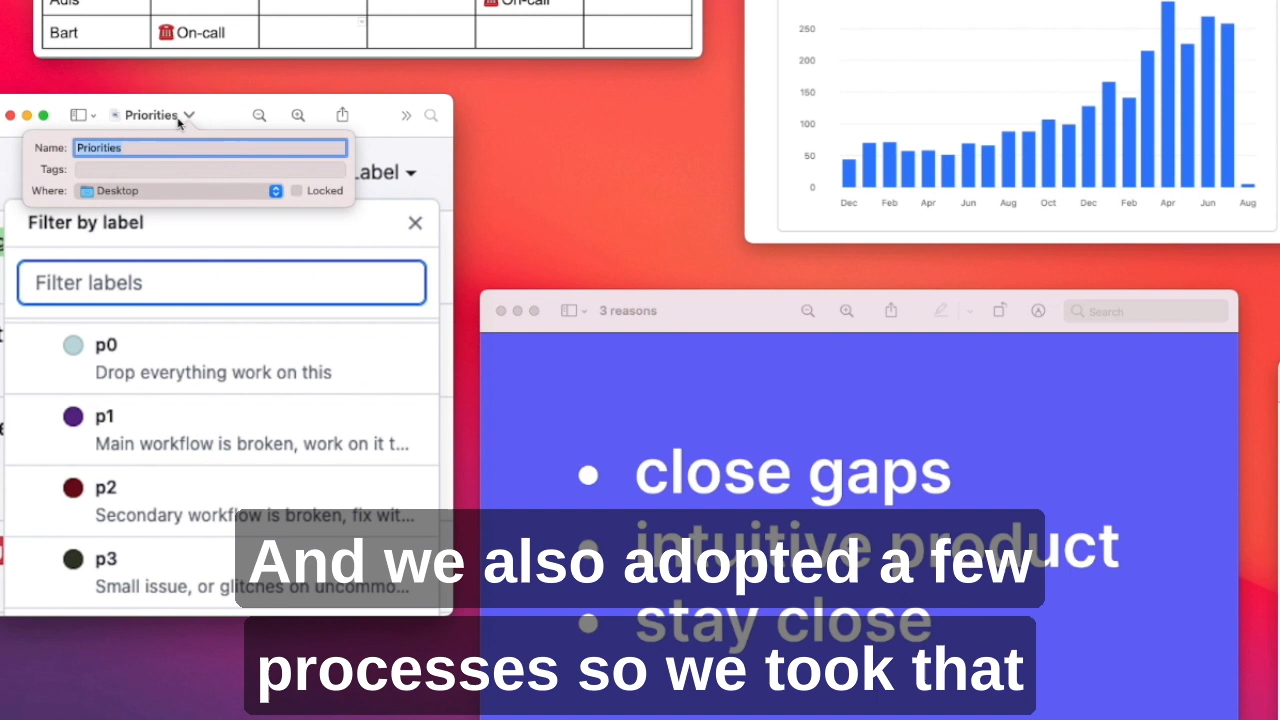 On-call
Bart
☎️ On-call
Priorities
Name: Priorities
Tags:
Where: Desktop
Locked
Label
Filter by label
Filter labels
p0
Drop everything work on this
p1
Main workflow is broken, work on it t...
p2
Secondary workflow is broken, fix wit...
p3
Small issue, or glitches on uncommo...
250
200
150
100
50
0
Dec Feb Apr Jun Aug Oct Dec Feb Apr Jun Aug
3 reasons
Search
• close gaps
• intuitive product
• stay close
And we also adopted a few
processes so we took that